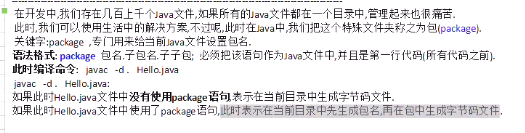 在开发中,我们存在几百上千个Java文件,如果所有的Java文件都在一个目录中,管理起来也很痛苦.
此时,我们可以使用生活中的解决方案,不过呢,此时在Java中,我们把这个特殊文件夹称之为包(package).
关键字:package ,专门用来给当前Java文件设置包名.
语法格式: package 包名.子包名.子子包; 必须把该语句作为Java文件中,并且是第一行代码(所有代码之前).
此时编译命令: javac -d . Hello.java
javac -d . Hello.java:
如果此时Hello.java文件中没有使用package语句,表示在当前目录中生成字节码文件.
如果此时Hello.java文件中使用了package语句,此时表示在当前目录中先生成包名,再在包中生成字节码文件.